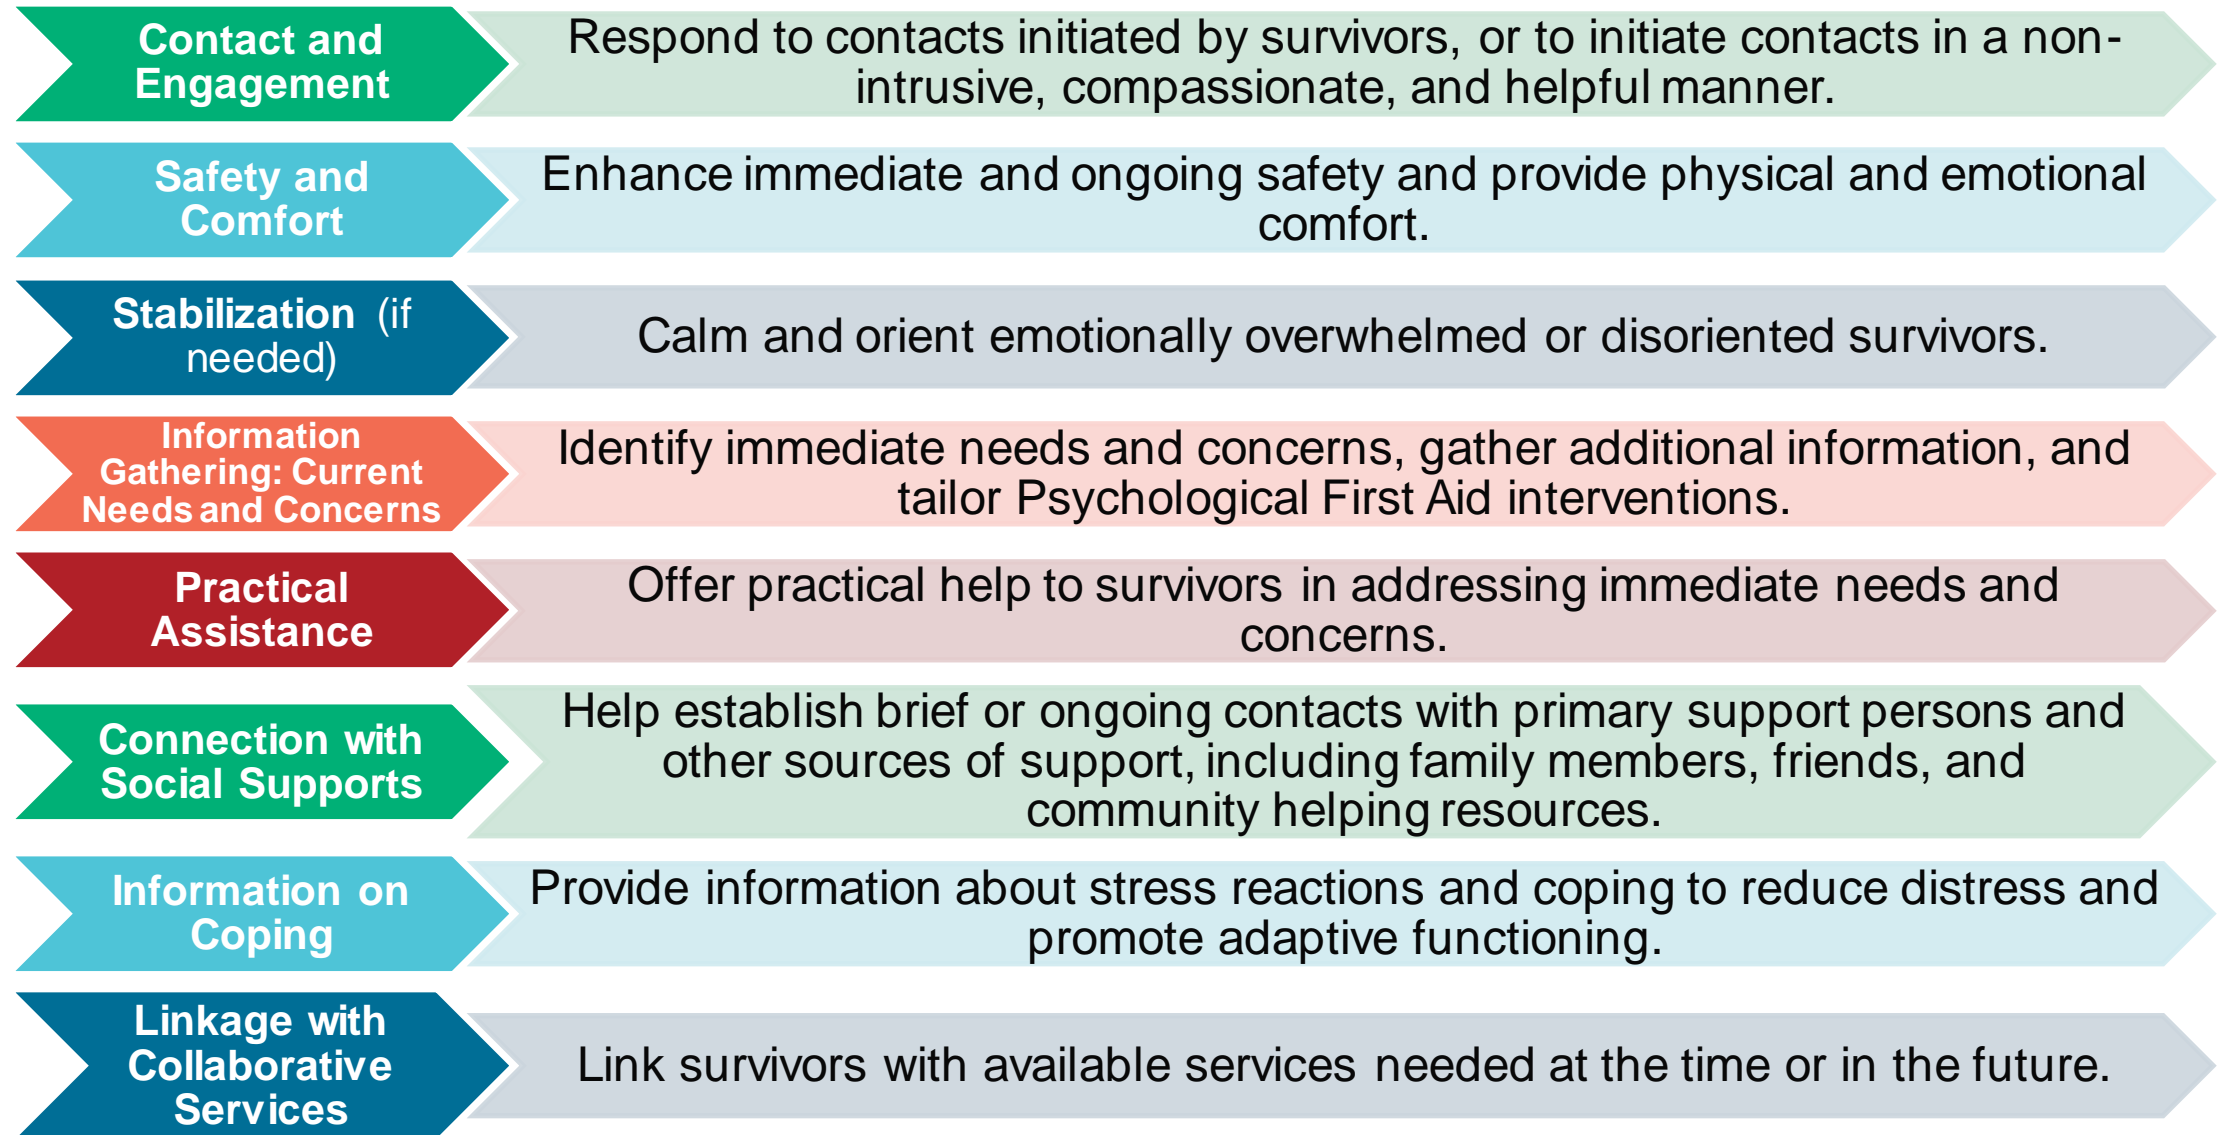 Contact and
Engagement
Respond to contacts initiated by survivors, or to initiate contacts in a non-
intrusive, compassionate, and helpful manner.
Safety and
Comfort
Enhance immediate and ongoing safety and provide physical and emotional
comfort.
Stabilization (if
needed)
Calm and orient emotionally overwhelmed or disoriented survivors.
Information
Gathering: Current
Needs and Concerns
Identify immediate needs and concerns, gather additional information, and
tailor Psychological First Aid interventions.
Practical
Assistance
Offer practical help to survivors in addressing immediate needs and
concerns.
Connection with
Social Supports
Help establish brief or ongoing contacts with primary support persons and
other sources of support, including family members, friends, and
community helping resources.
Information on
Coping
Provide information about stress reactions and coping to reduce distress and
promote adaptive functioning.
Linkage with
Collaborative
Services
Link survivors with available services needed at the time or in the future.